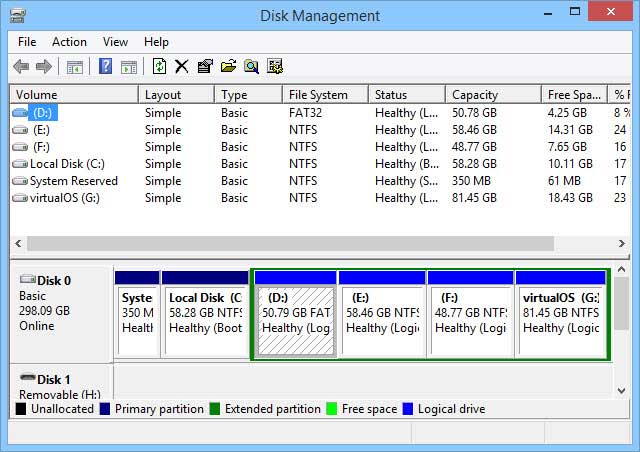 Disk Management
File Action View Help
Volume Layout Type File System Status Capacity Free Spa... % F
(D:) Simple Basic FAT32 Healthy (L... 50.78 GB 4.25 GB 8 %
(E:) Simple Basic NTFS Healthy (L... 58.46 GB 14.31 GB 24
(F:) Simple Basic NTFS Healthy (L... 48.77 GB 7.65 GB 16
Local Disk (C:) Simple Basic NTFS Healthy (B... 58.28 GB 10.11 GB 17
System Reserved Simple Basic NTFS Healthy (S... 350 MB 61 MB 17
virtualOS (G:) Simple Basic NTFS Healthy (L... 81.45 GB 18.43 GB 23
Disk 0
Basic
298.09 GB
Online
Syste
350 M
Health
Local Disk (C
58.28 GB NTF
Healthy (Boot
(D:)
50.79 GB FAT
Healthy (Log
(E:)
58.46 GB NTFS
Healthy (Logic
(F:)
48.77 GB NTFS
Healthy (Logic
virtualOS (G:
81.45 GB NTFS
Healthy (Logic
Disk 1
Removable (H:)
Unallocated Primary partition Extended partition Free space Logical drive